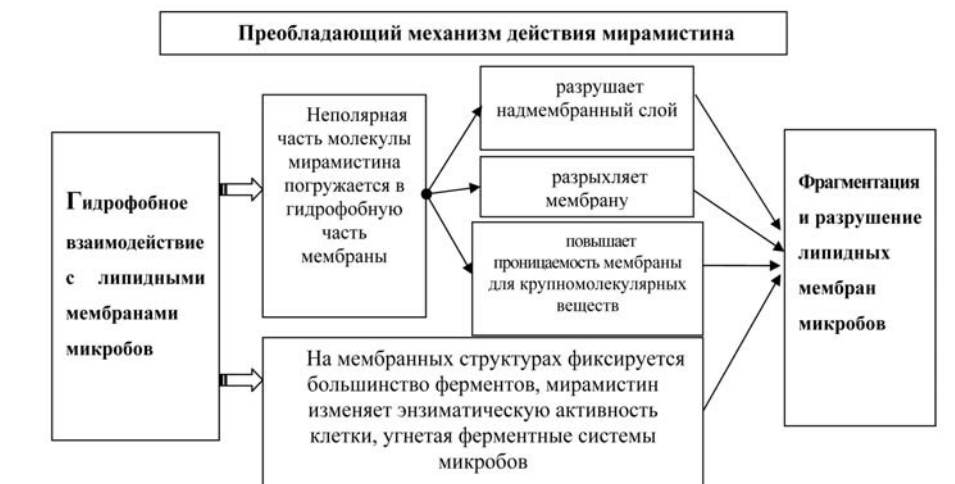 Преобладающий механизм действия мирамистина
Гидрофобное
взаимодействие
с липидными
мембранами
микробов
Неполярная
часть молекулы
мирамистина
погружается в
гидрофобную
часть
мембраны
разрушает
надмембранный слой
разрыхляет
мембрану
повышает
проницаемость мембраны
для крупномолекулярных
веществ
На мембранных структурах фиксируется
большинство ферментов, мирамистин
изменяет энзиматическую активность
клетки, угнетая ферментные системы
микробов
Фрагментация
и разрушение
липидных
мембран
микробов